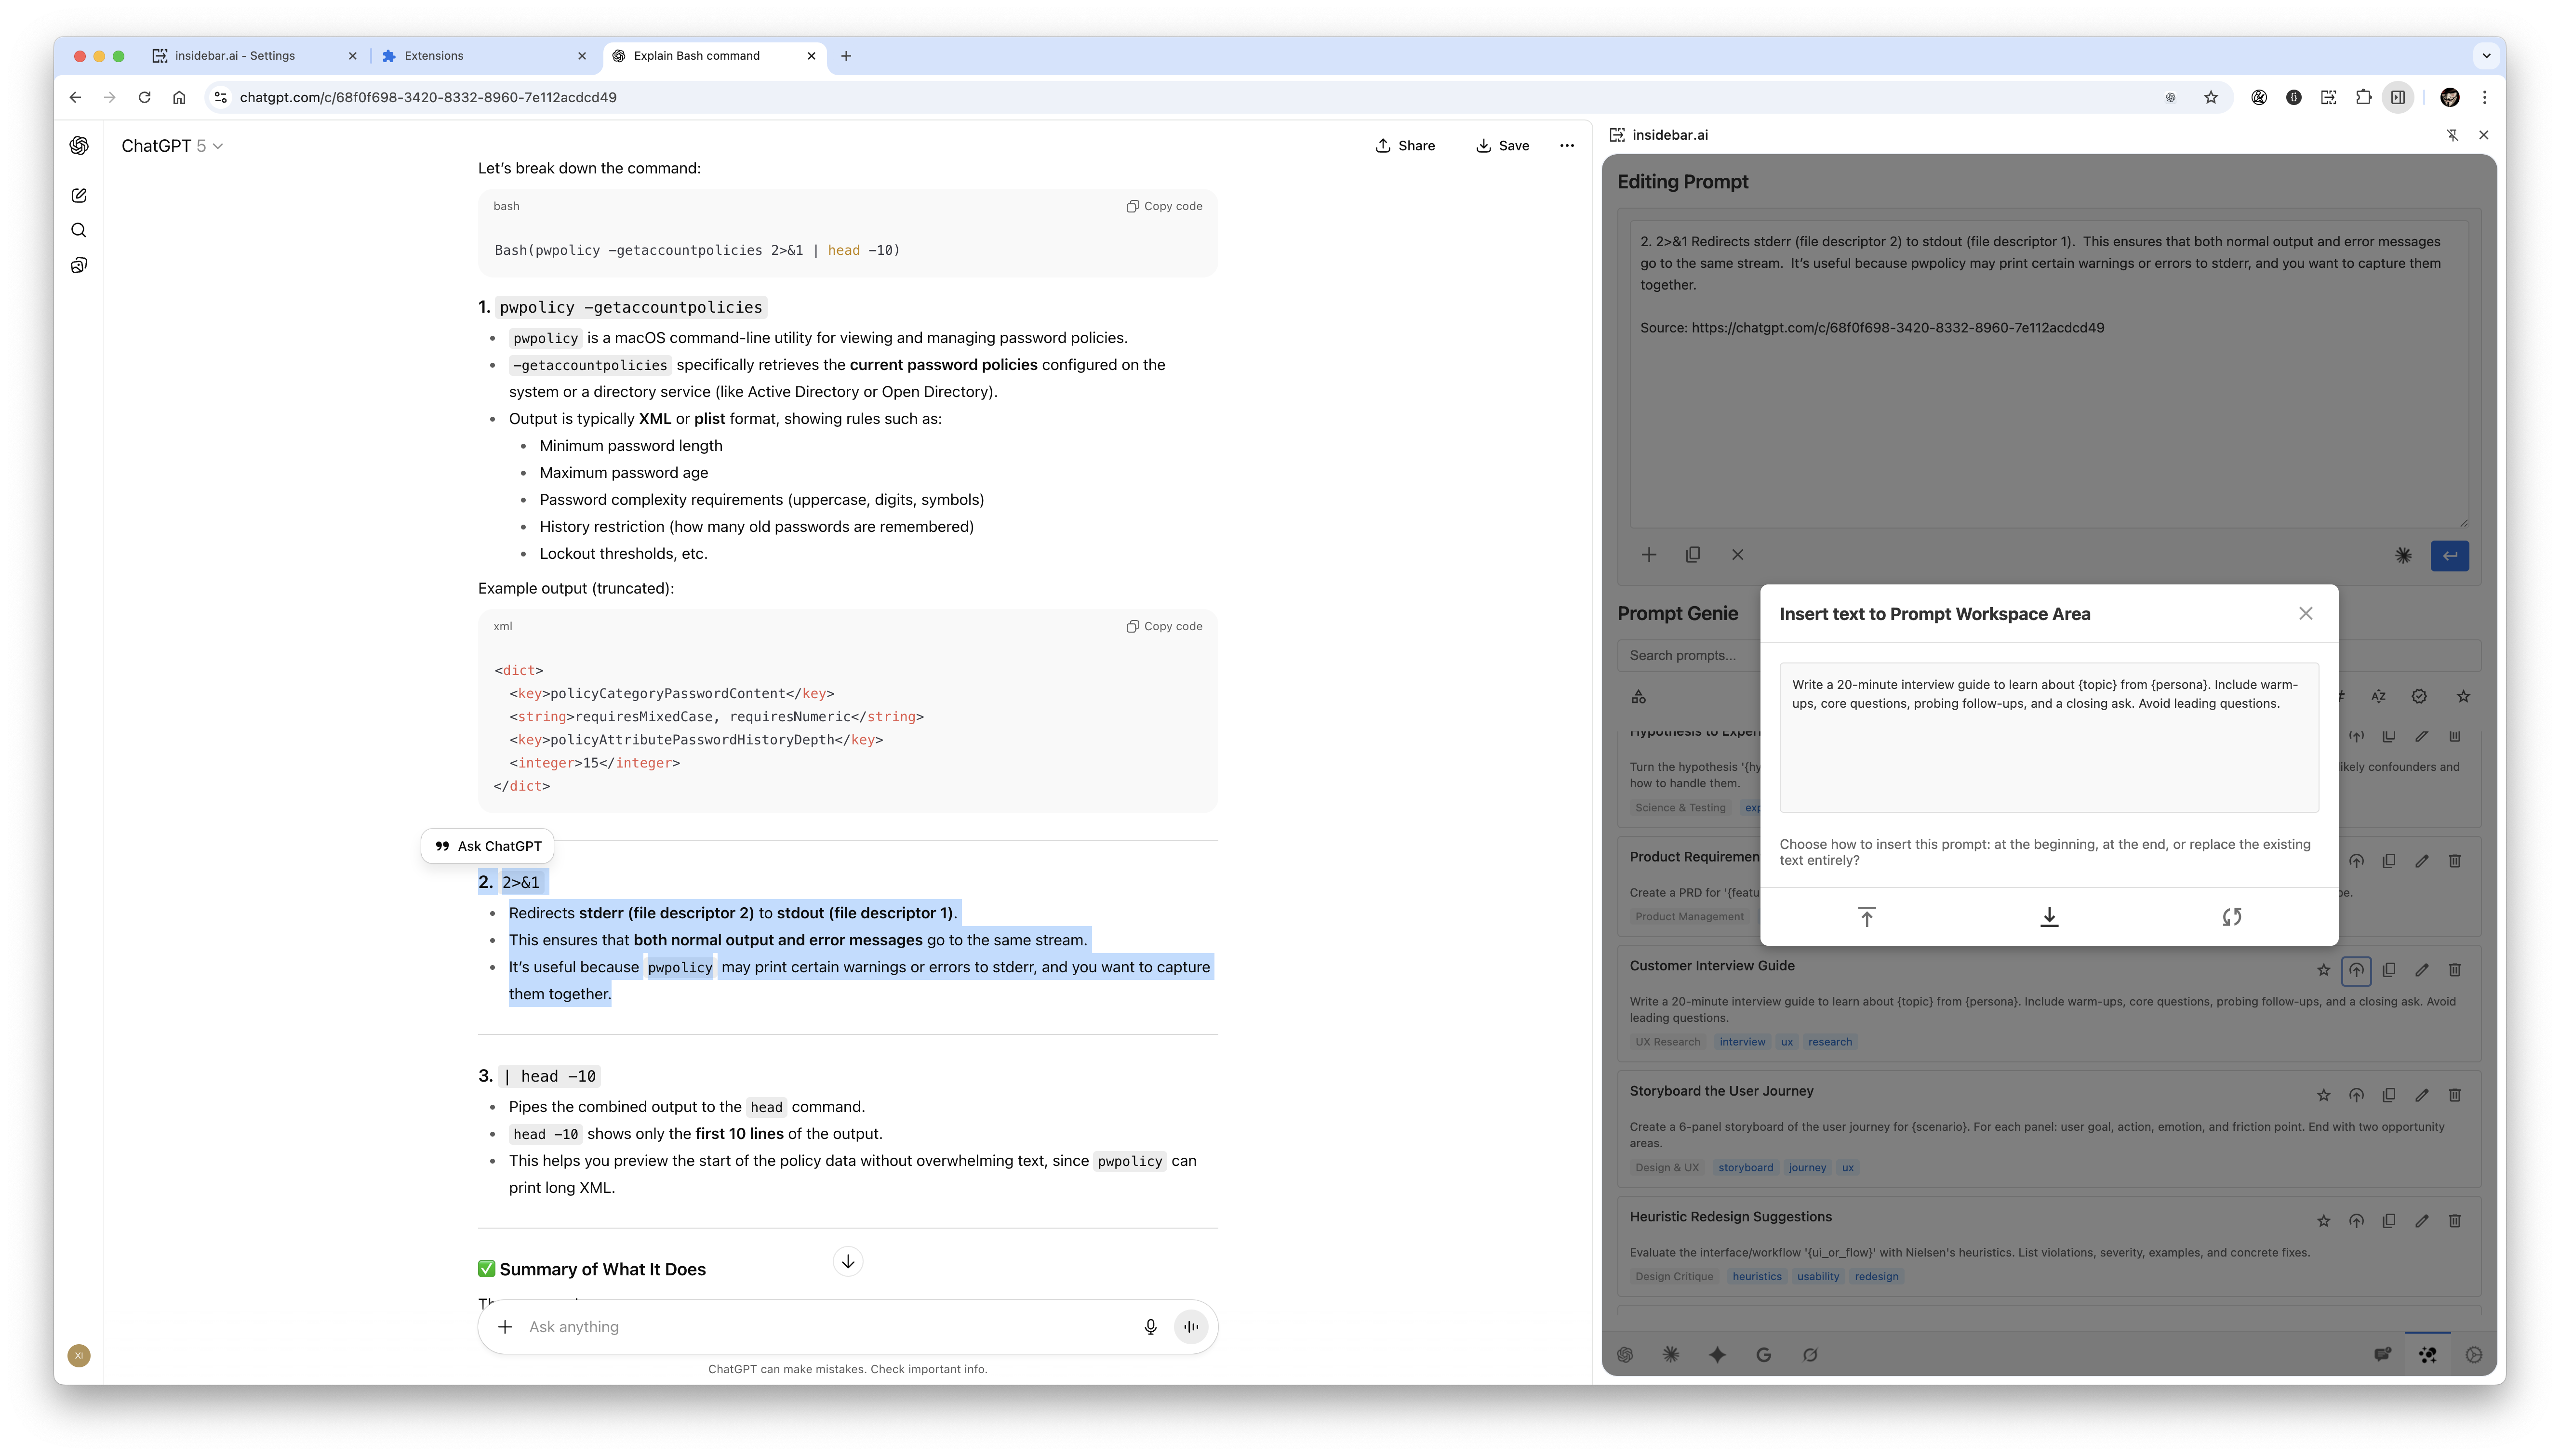 insidebar.ai - Settings
Extensions
Explain Bash command
chatgpt.com/c/68f0f698-3420-8332-8960-7e112acdcd49
ChatGPT 5
Share
Save
Let’s break down the command:
bash
Copy code
Bash(pwpolicy -getaccountpolicies 2>&1 | head -10)
1. pwpolicy -getaccountpolicies
• pwpolicy is a macOS command-line utility for viewing and managing password policies.
• -getaccountpolicies specifically retrieves the current password policies configured on the
system or a directory service (like Active Directory or Open Directory).
• Output is typically XML or plist format, showing rules such as:
• Minimum password length
• Maximum password age
• Password complexity requirements (uppercase, digits, symbols)
• History restriction (how many old passwords are remembered)
• Lockout thresholds, etc.
Example output (truncated):
xml
Copy code
<dict>
<key>policyCategoryPasswordContent</key>
<string>requiresMixedCase, requiresNumeric</string>
<key>policyAttributePasswordHistoryDepth</key>
<integer>15</integer>
</dict>
Ask ChatGPT
2. 2>&1
• Redirects stderr (file descriptor 2) to stdout (file descriptor 1).
• This ensures that both normal output and error messages go to the same stream.
• It’s useful because pwpolicy may print certain warnings or errors to stderr, and you want to capture
them together.
3. | head -10
• Pipes the combined output to the head command.
• head -10 shows only the first 10 lines of the output.
• This helps you preview the start of the policy data without overwhelming text, since pwpolicy can
print long XML.
✅ Summary of What It Does
Ask anything
ChatGPT can make mistakes. Check important info.
XI
insidebar.ai
Editing Prompt
2. 2>&1 Redirects stderr (file descriptor 2) to stdout (file descriptor 1). This ensures that both normal output and error messages
go to the same stream. It’s useful because pwpolicy may print certain warnings or errors to stderr, and you want to capture them
together.
Source: https://chatgpt.com/c/68f0f698-3420-8332-8960-7e112acdcd49
Prompt Genie
Search prompts...
Insert text to Prompt Workspace Area
Write a 20-minute interview guide to learn about {topic} from {persona}. Include warm-
ups, core questions, probing follow-ups, and a closing ask. Avoid leading questions.
Choose how to insert this prompt: at the beginning, at the end, or replace the existing
text entirely?
Hypothesis to
Turn the hypothesis '{hy likely confounders and
how to handle them.
Science & Testing
Product
Create a PRD for '{featu
Product Management
Customer Interview Guide
Write a 20-minute interview guide to learn about {topic} from {persona}. Include warm-ups, core questions, probing follow-ups, and a closing ask. Avoid
leading questions.
UX Research interview ux research
Storyboard the User Journey
Create a 6-panel storyboard of the user journey for {scenario}. For each panel: user goal, action, emotion, and friction point. End with two opportunity
areas.
Design & UX storyboard journey ux
Heuristic Redesign Suggestions
Evaluate the interface/workflow '{ui_or_flow}' with Nielsen's heuristics. List violations, severity, examples, and concrete fixes.
Design Critique heuristics usability redesign